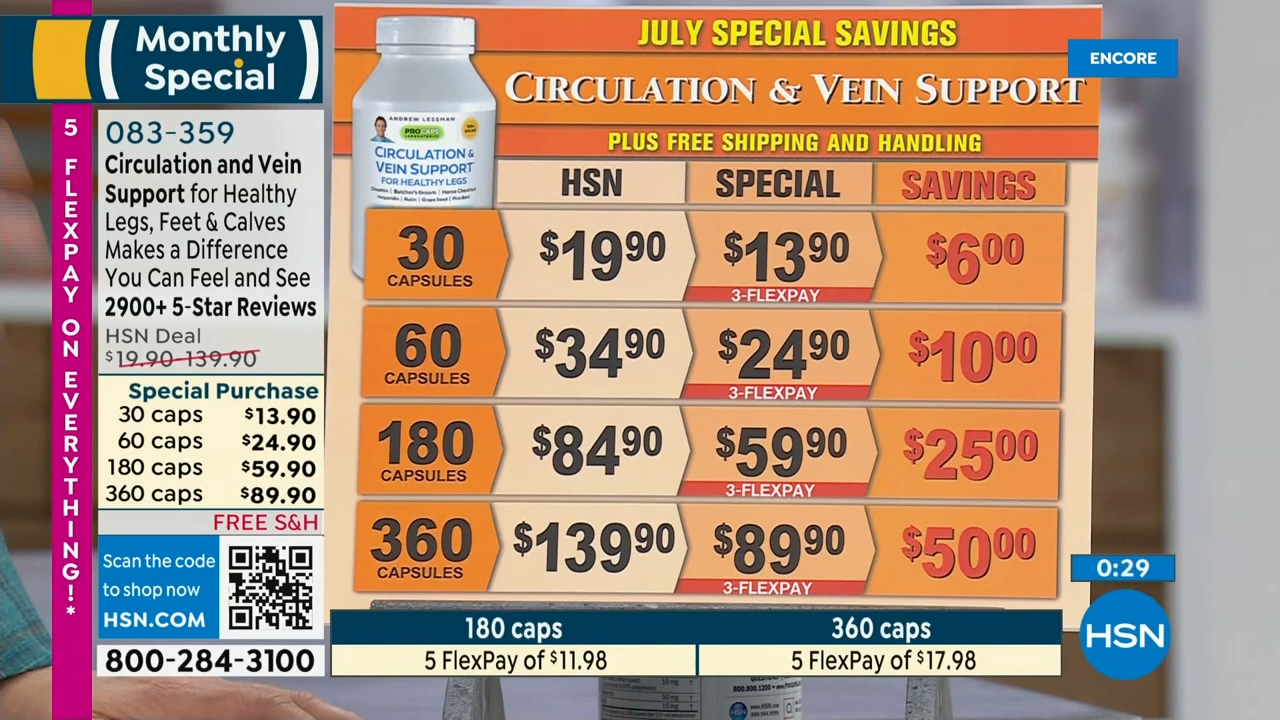 Monthly
Special
5 FLEXPAY ON EVERYTHING!*
083-359
Circulation and Vein
Support for Healthy
Legs, Feet & Calves
Makes a Difference
You Can Feel and See
2900+ 5-Star Reviews
HSN Deal
$19.90-139.90
Special Purchase
30 caps $13.90
60 caps $24.90
180 caps $59.90
360 caps $89.90
FREE S&H
Scan the code
to shop now
HSN.COM
800-284-3100
JULY SPECIAL SAVINGS
CIRCULATION & VEIN SUPPORT
PLUS FREE SHIPPING AND HANDLING
ENCORE
ANDREW LESSMAN
PROCAPS
LABORATORIES
CIRCULATION &
VEIN SUPPORT
FOR HEALTHY LEGS
HSN SPECIAL SAVINGS
30 CAPSULES $19.90 $13.90 $6.00
3-FLEXPAY
60 CAPSULES $34.90 $24.90 $10.00
3-FLEXPAY
180 CAPSULES $84.90 $59.90 $25.00
3-FLEXPAY
360 CAPSULES $139.90 $89.90 $50.00
3-FLEXPAY
0:29
HSN
180 caps 360 caps
5 FlexPay of $11.98 5 FlexPay of $17.98
800.800.1200
HSN